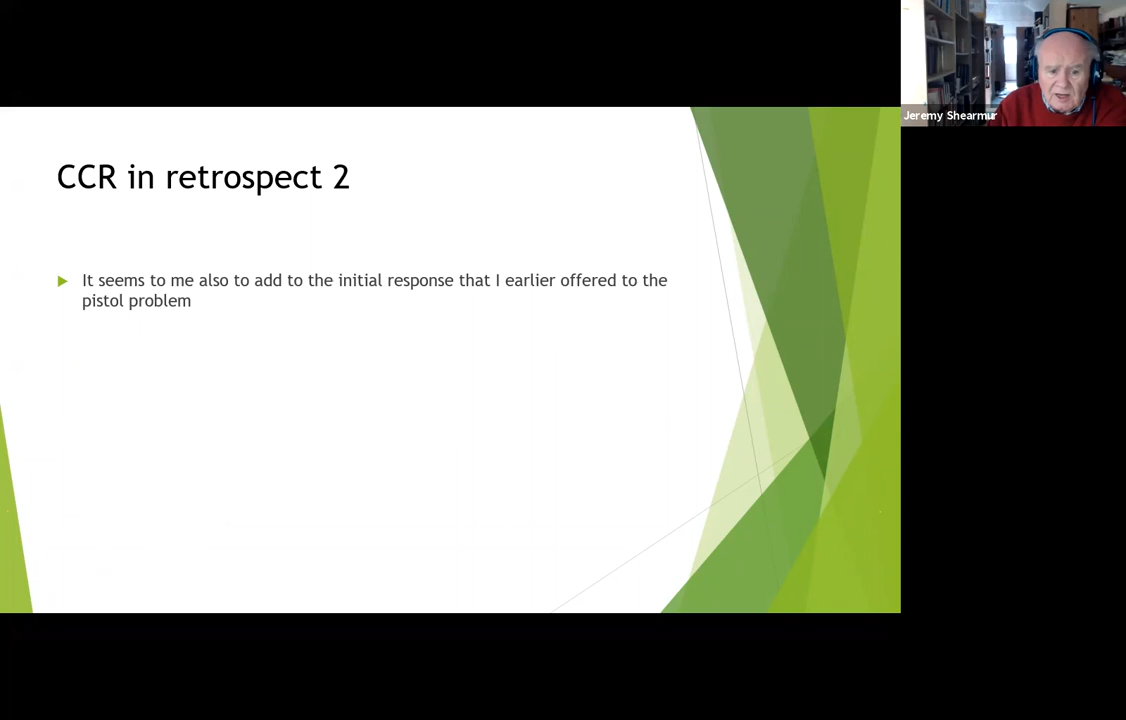 Jeremy Shearmur
CCR in retrospect 2
It seems to me also to add to the initial response that I earlier offered to the
pistol problem